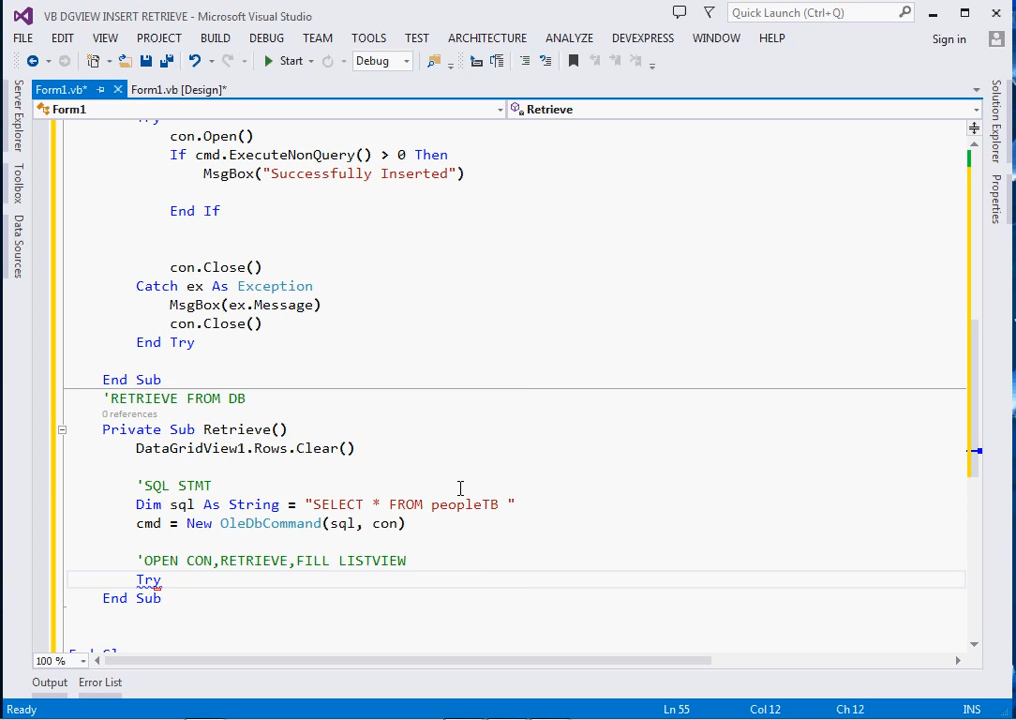 VB DGVIEW INSERT RETRIEVE - Microsoft Visual Studio
Quick Launch (Ctrl+Q)
FILE EDIT VIEW PROJECT BUILD DEBUG TEAM TOOLS TEST ARCHITECTURE ANALYZE DEVEXPRESS WINDOW HELP
Sign in
Start Debug
Form1.vb* Form1.vb [Design]*
Form1 Retrieve
Server Explorer
Toolbox
Data Sources
Solution Explorer
Properties
Try
con.Open()
If cmd.ExecuteNonQuery() > 0 Then
MsgBox("Successfully Inserted")
End If
con.Close()
Catch ex As Exception
MsgBox(ex.Message)
con.Close()
End Try
End Sub
'RETRIEVE FROM DB
0 references
Private Sub Retrieve()
DataGridView1.Rows.Clear()
'SQL STMT
Dim sql As String = "SELECT * FROM peopleTB "
cmd = New OleDbCommand(sql, con)
'OPEN CON,RETRIEVE,FILL LISTVIEW
Try
End Sub
100 %
Output Error List
Ready Ln 55 Col 12 Ch 12 INS